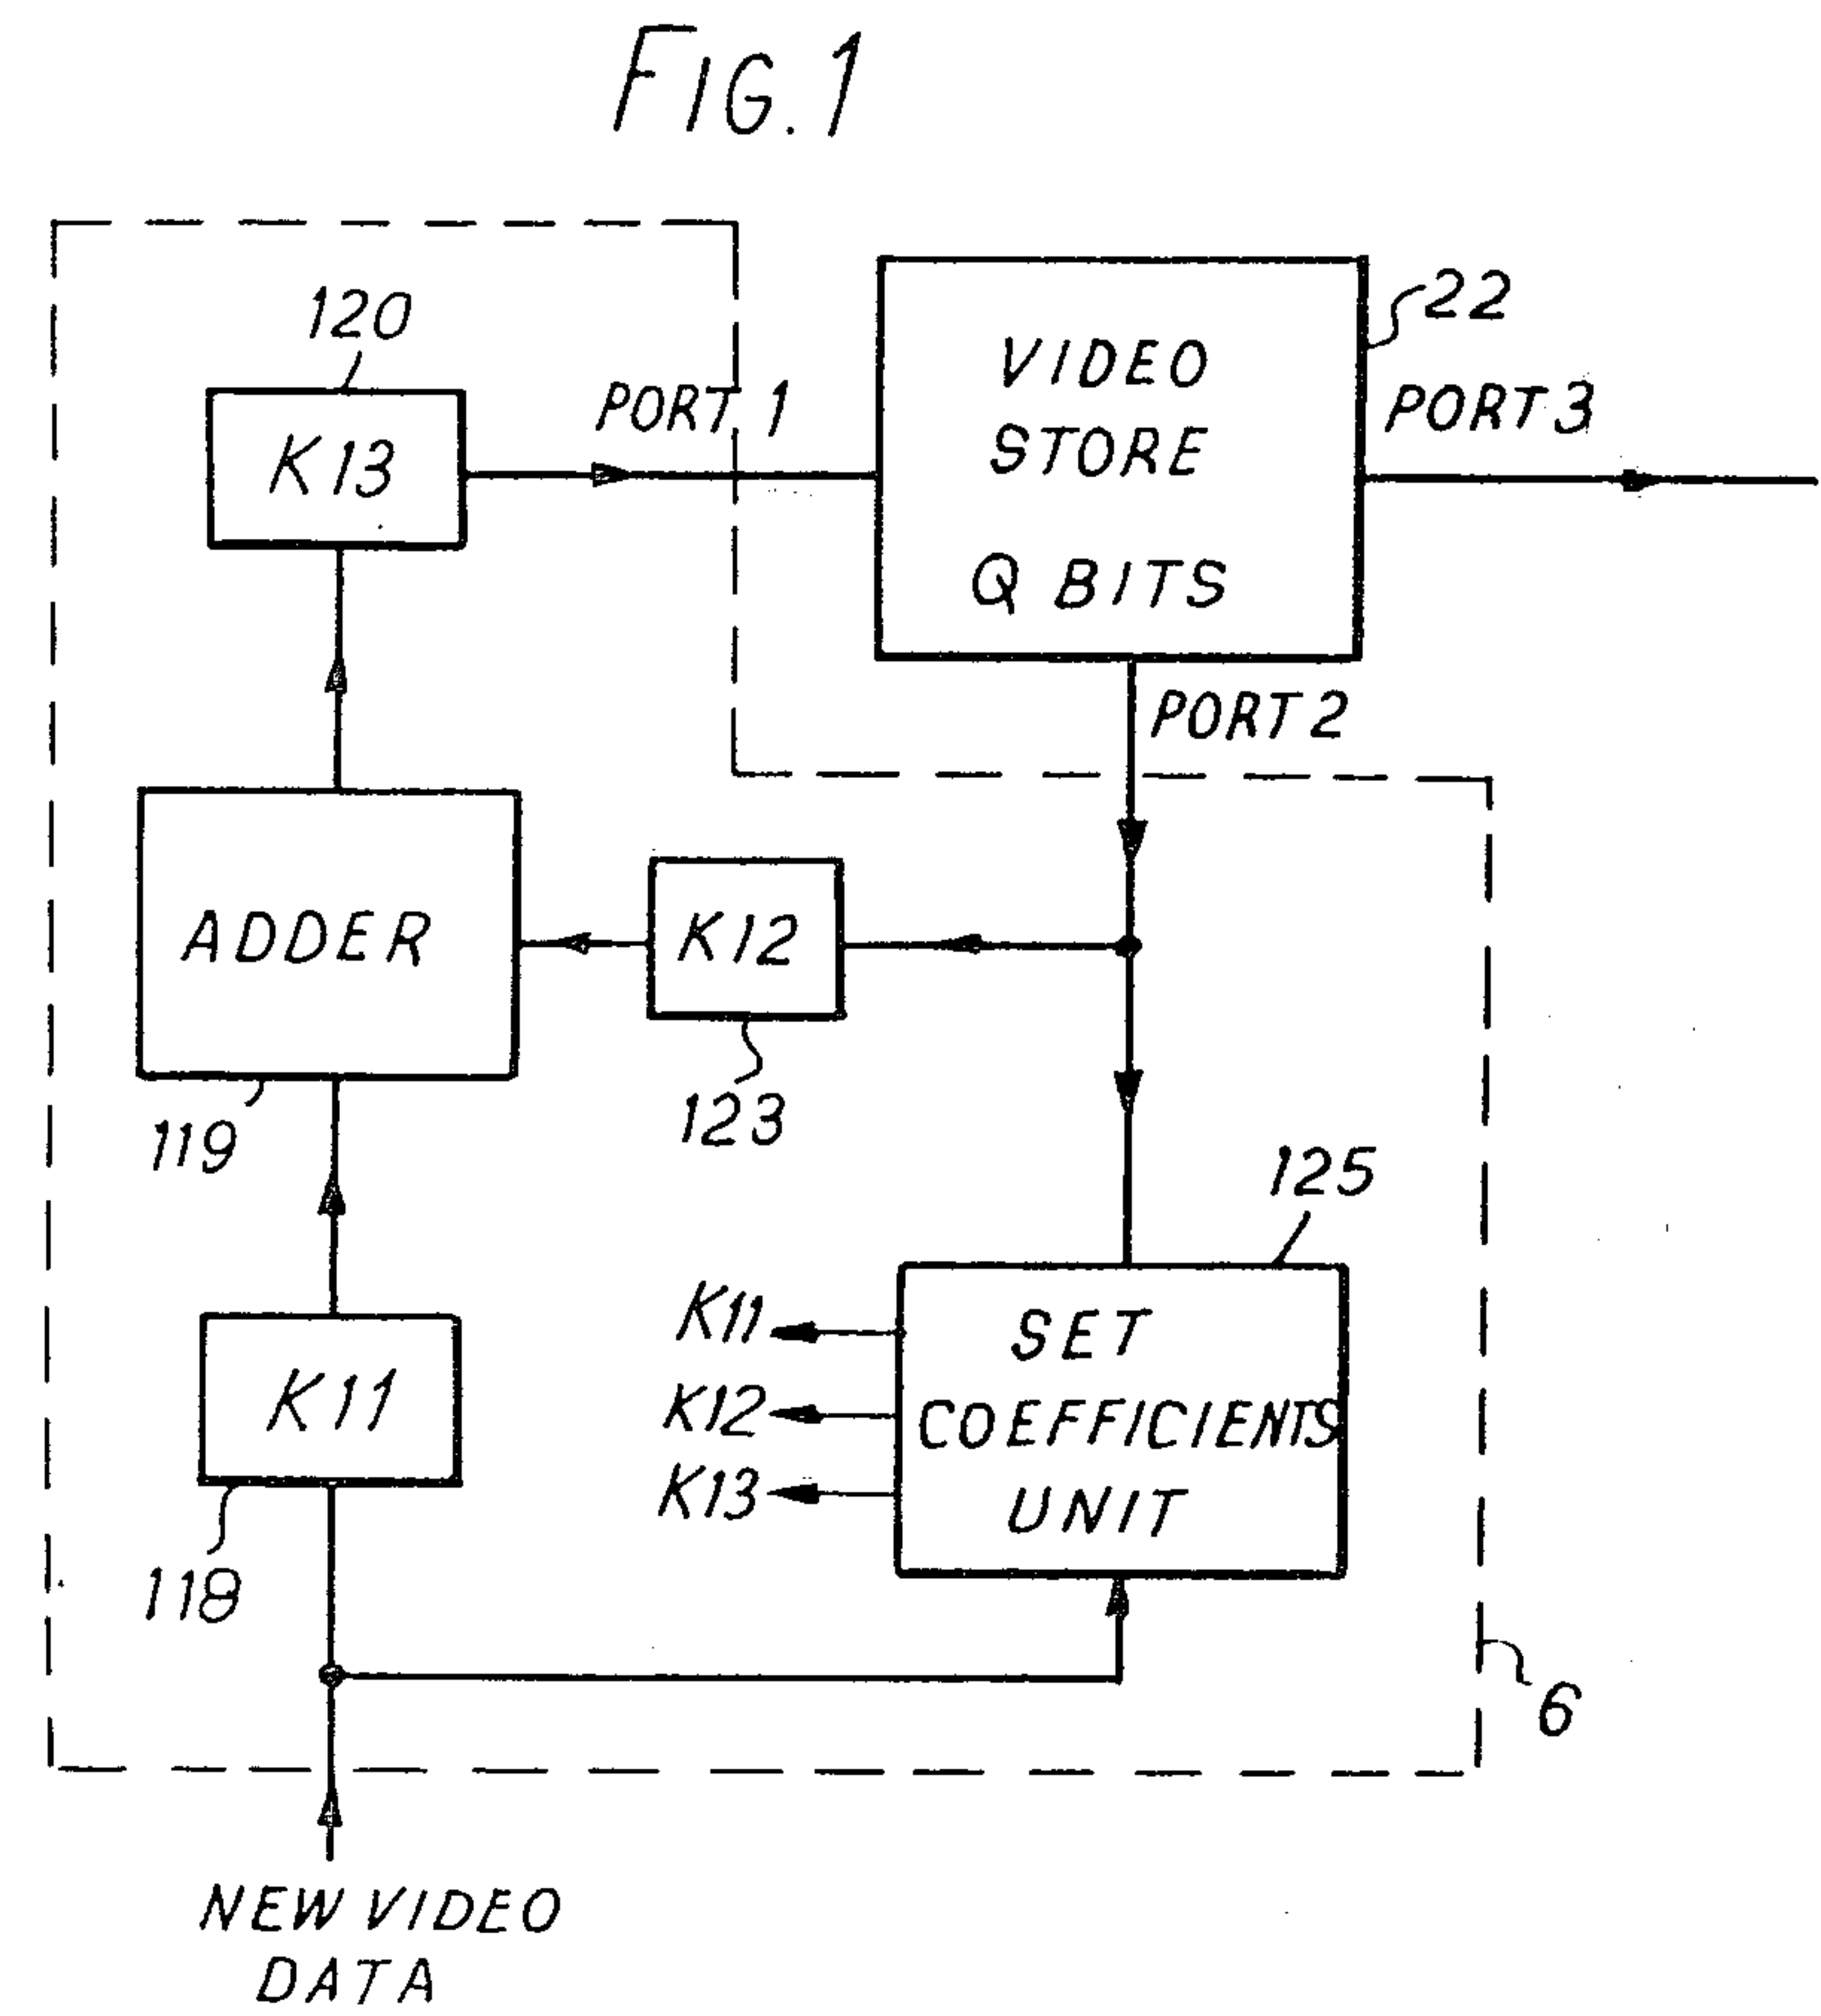 FIG. 1
120
K13
PORT 1
VIDEO
STORE
Q BITS
22
PORT 3
PORT 2
ADDER
119
K12
123
125
K11
118
K11
K12
K13
SET
COEFFICIENTS
UNIT
6
NEW VIDEO
DATA